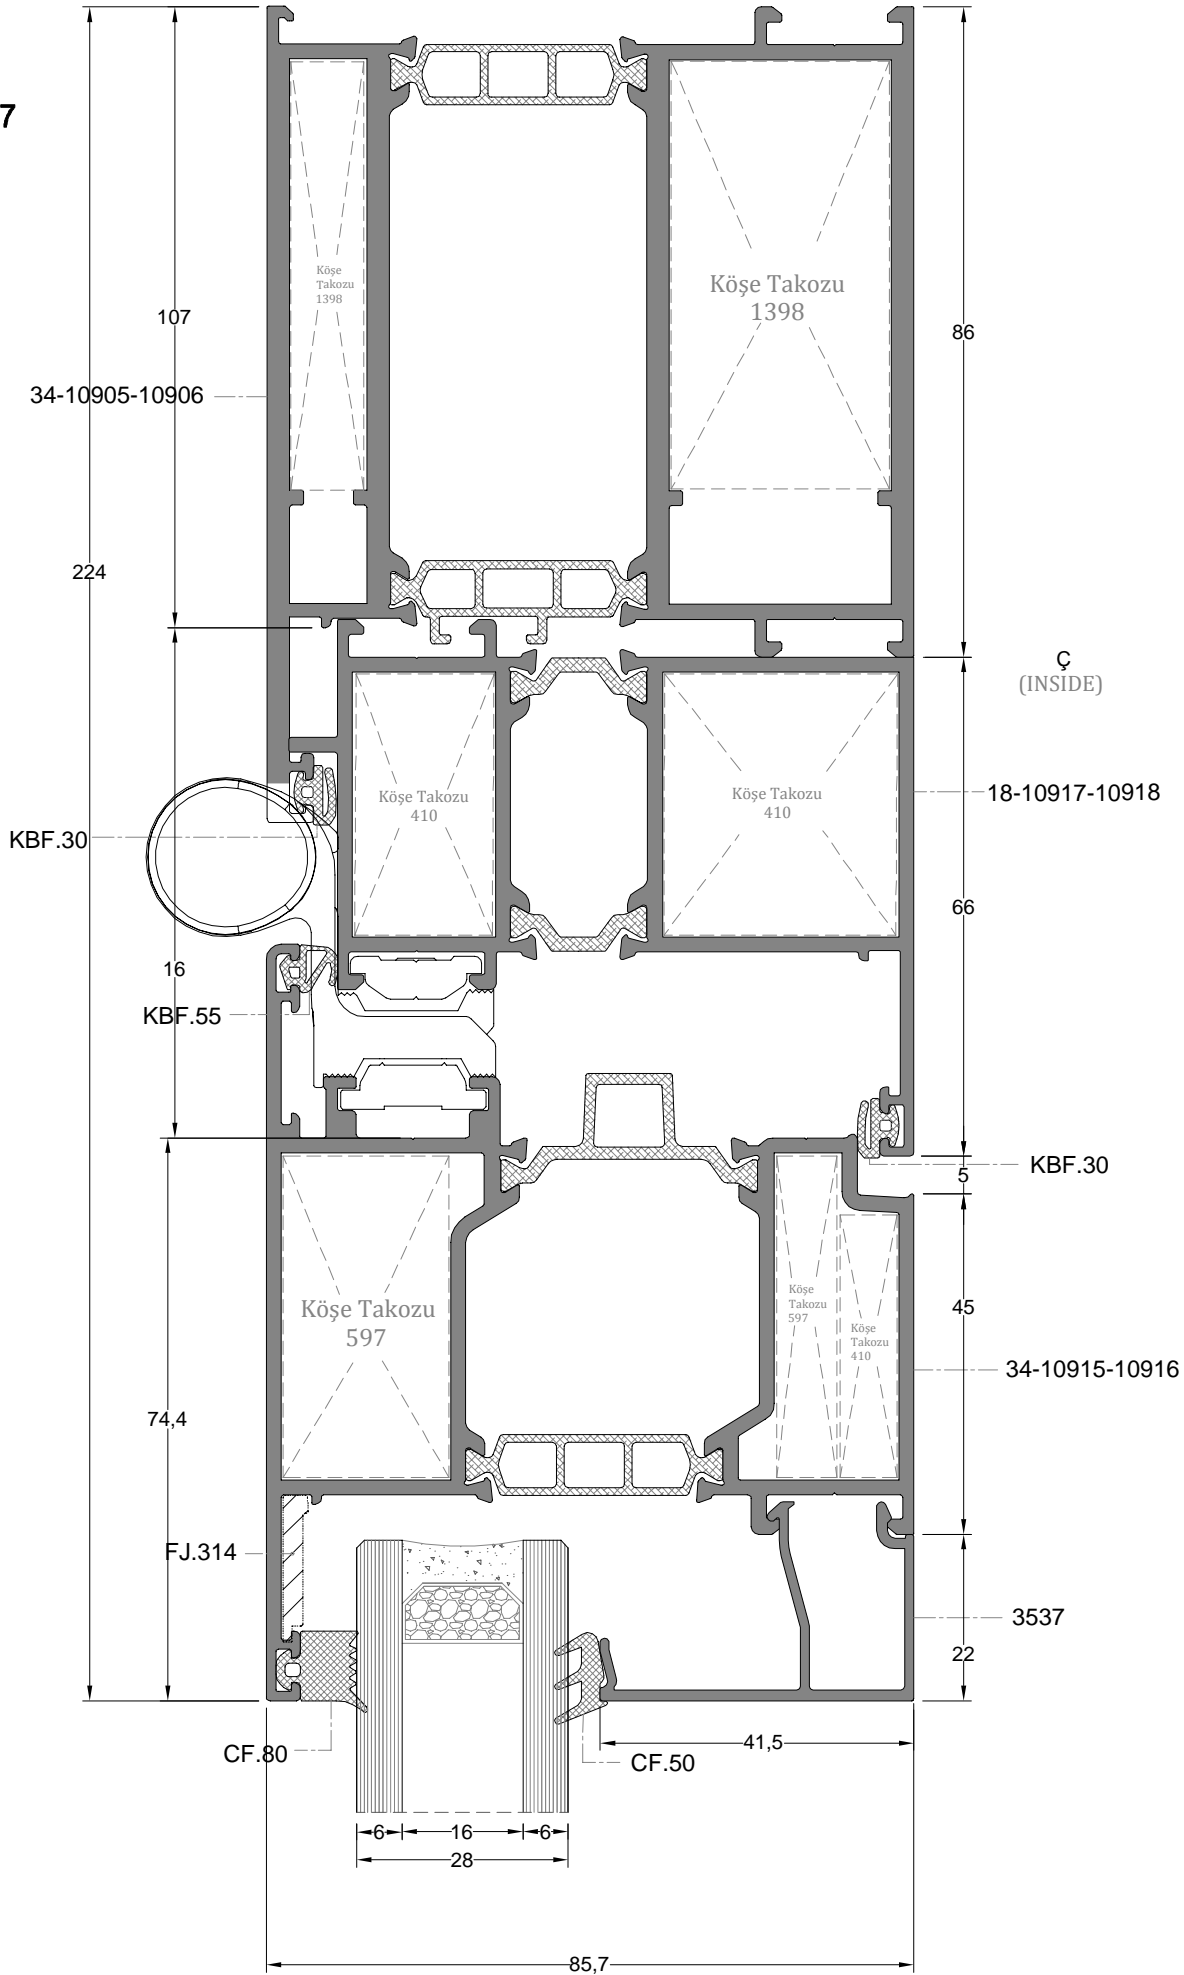 7
Köşe
Takozu
1398
Köşe Takozu
1398
107
86
34-10905-10906
224
Ç
(INSIDE)
Köşe Takozu
410
Köşe Takozu
410
18-10917-10918
KBF.30
66
16
KBF.55
KBF.30
5
Köşe Takozu
597
Köşe
Takozu
597
Köşe
Takozu
410
45
34-10915-10916
74,4
FJ.314
3537
22
CF.80
CF.50
41,5
6
16
6
28
85,7